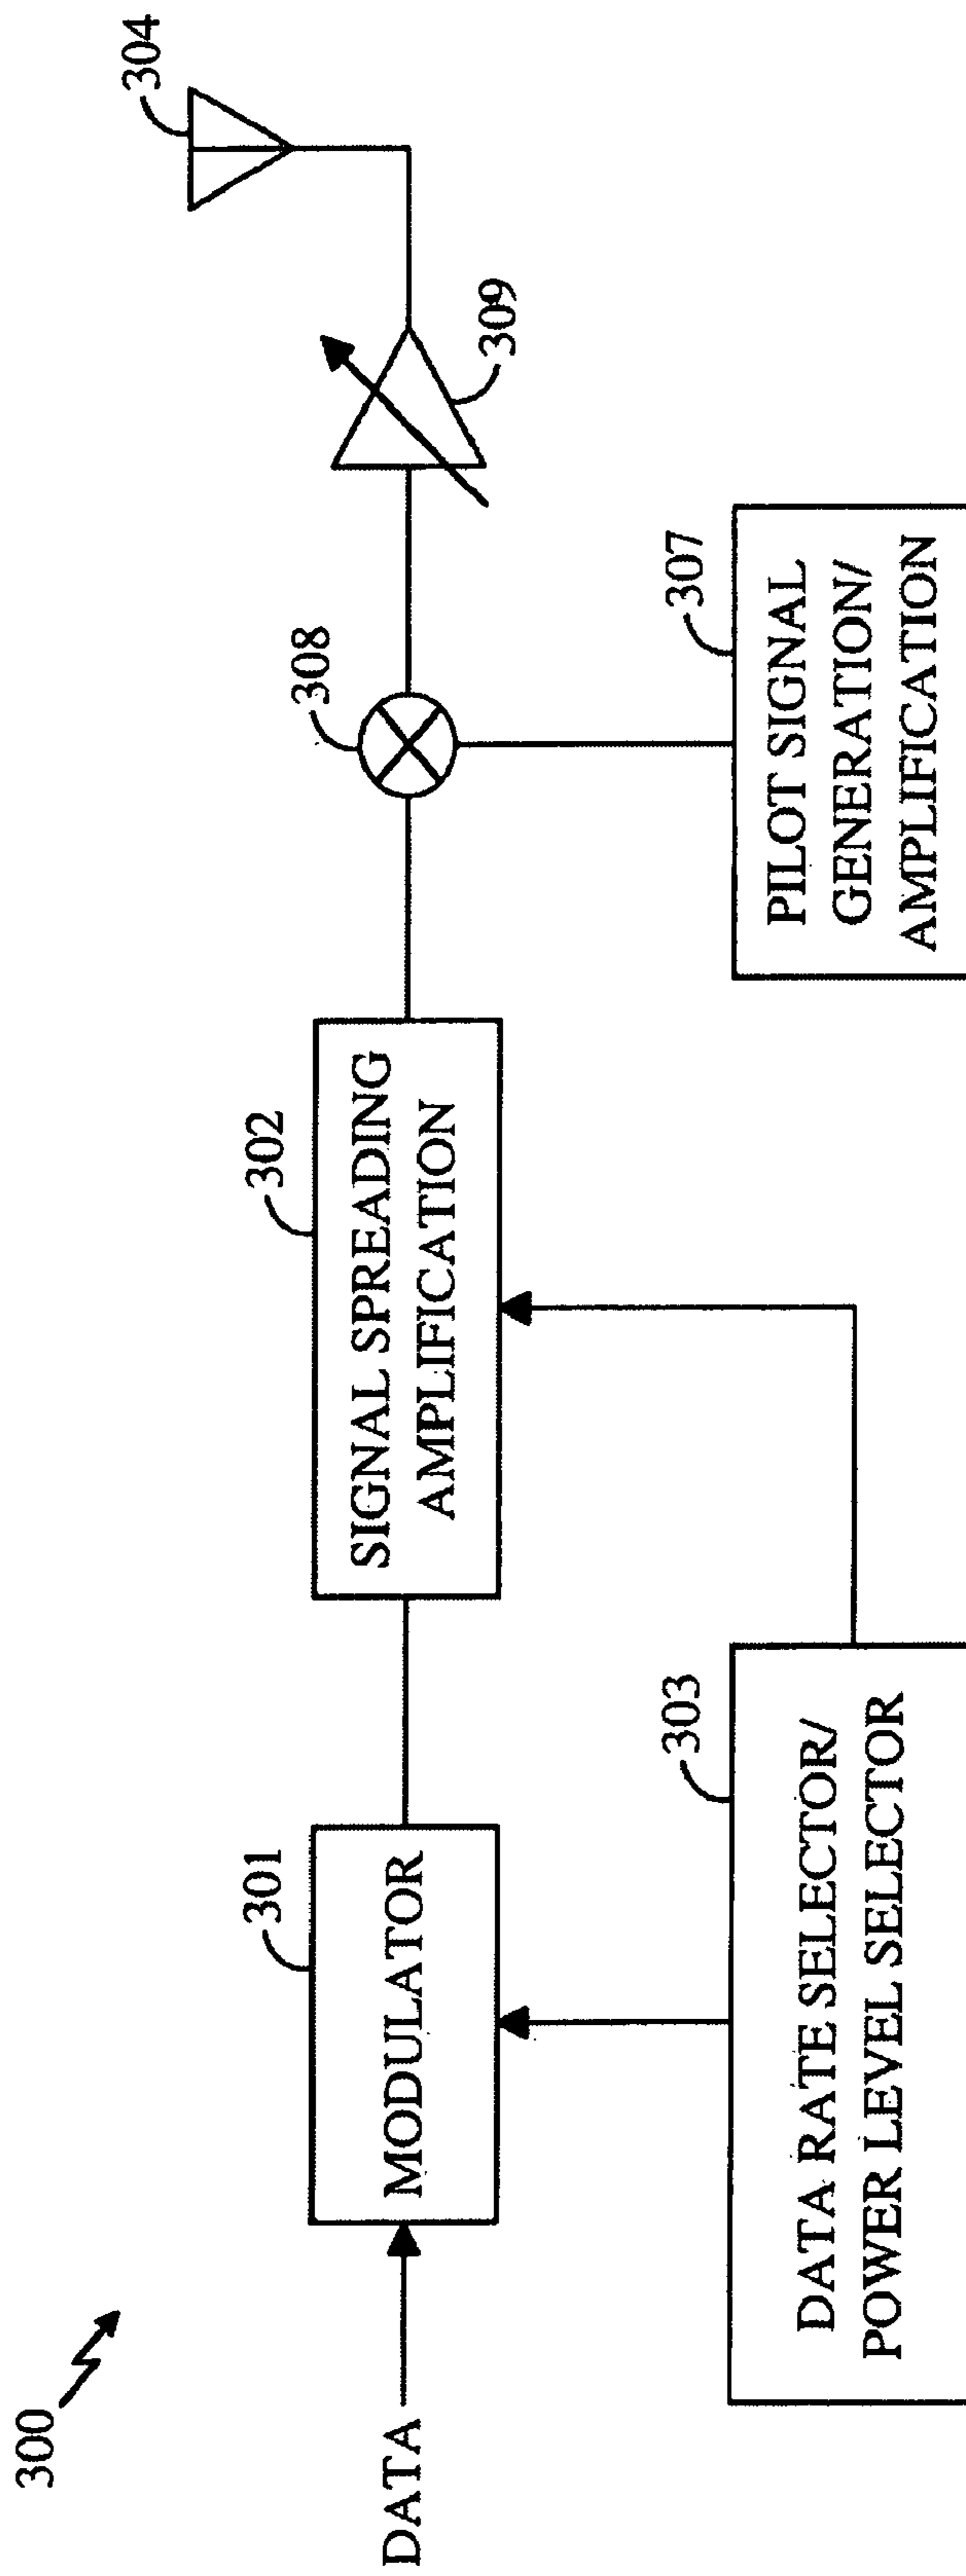 300
DATA
301
MODULATOR
302
SIGNAL SPREADING
AMPLIFICATION
303
DATA RATE SELECTOR/
POWER LEVEL SELECTOR
308
307
PILOT SIGNAL
GENERATION/
AMPLIFICATION
309
304